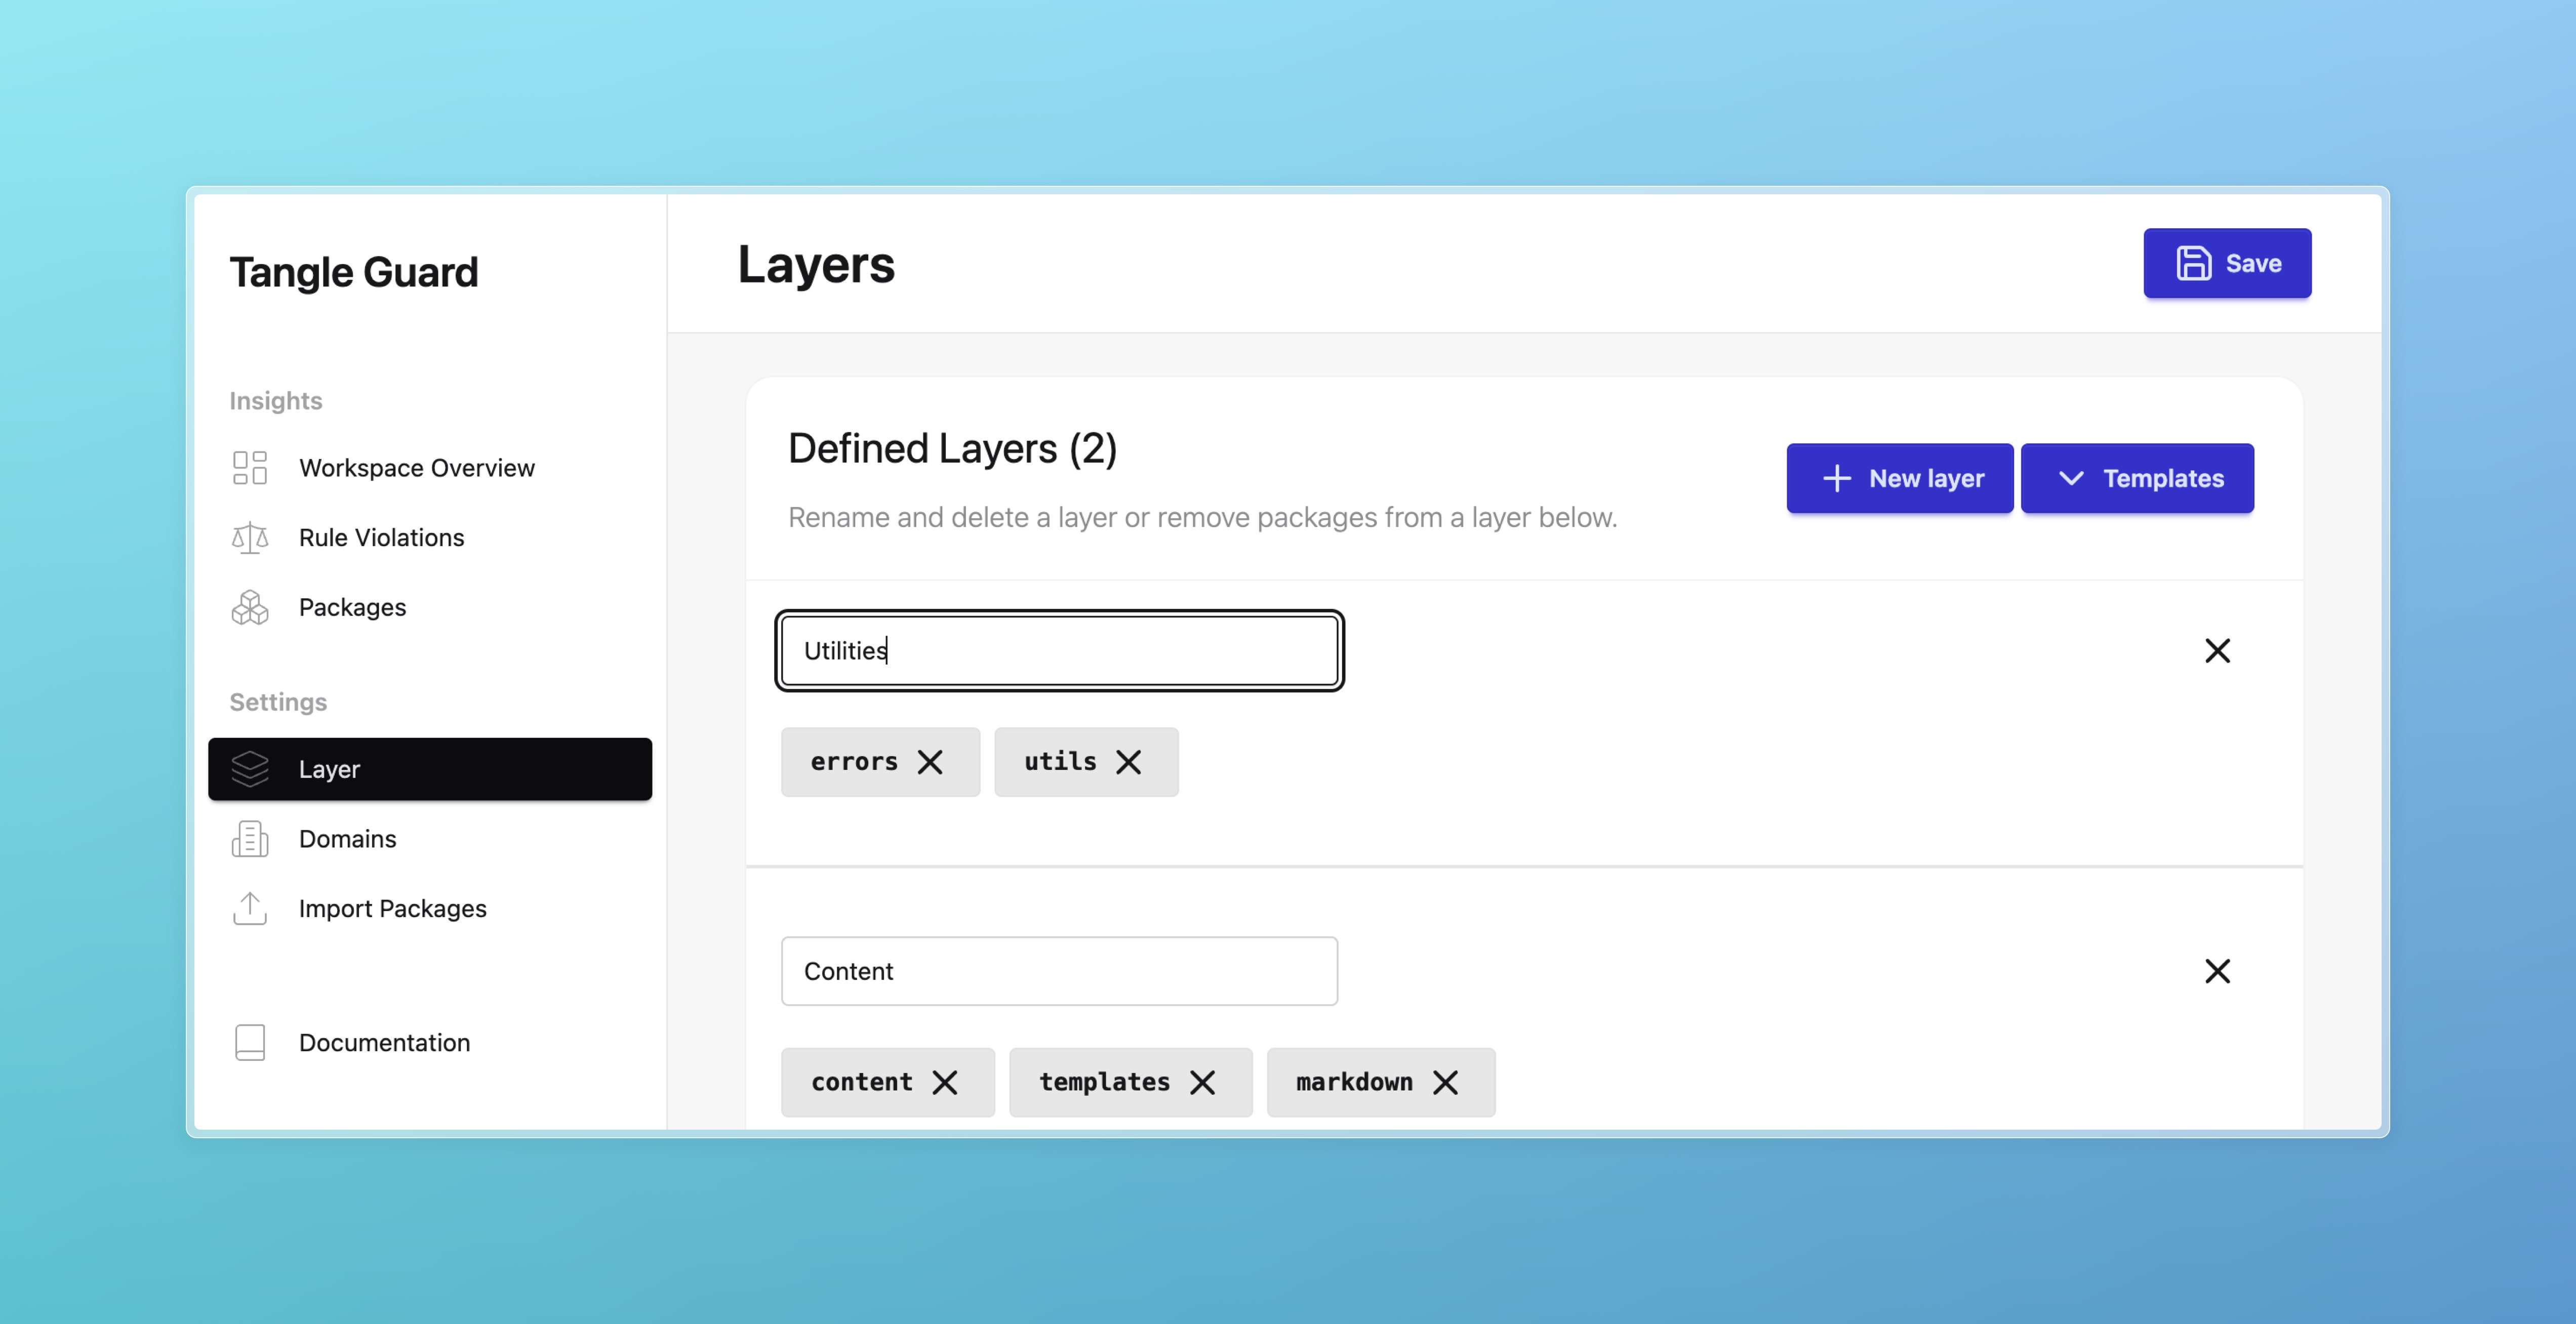 Tangle Guard
Insights
Workspace Overview
Rule Violations
Packages
Settings
Layer
Domains
Import Packages
Documentation
Layers
Save
Defined Layers (2)
Rename and delete a layer or remove packages from a layer below.
New layer
Templates
Utilities
errors utils
Content
content templates markdown